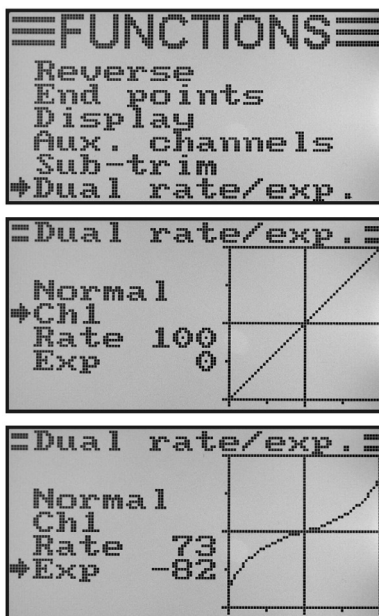 FUNCTIONS
Reverse
End points
Display
Aux. channels
Sub-trim
Dual rate/exp.
Dual rate/exp.
Normal
Ch1
Rate 100
Exp 0
Dual rate/exp.
Normal
Ch1
Rate 73
Exp -82